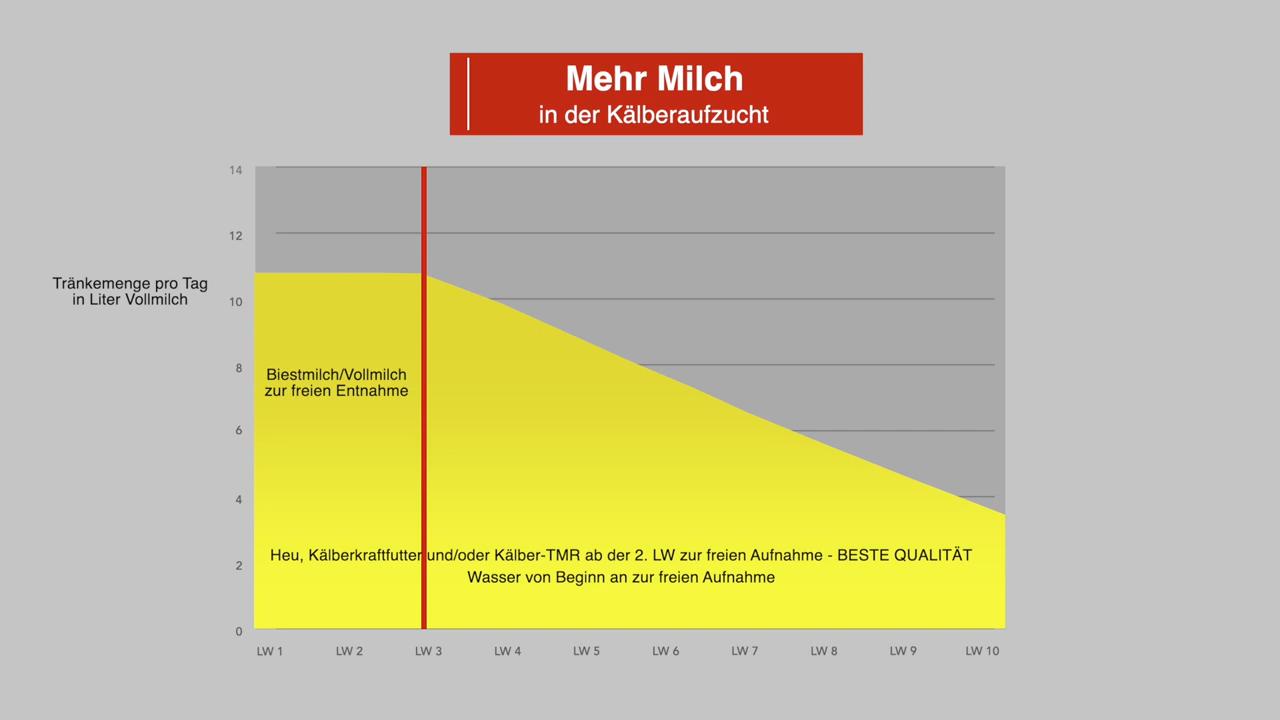 Mehr Milch
in der Kälberaufzucht
14
12
Tränkemenge pro Tag
in Liter Vollmilch
10
8
Biestmilch/Vollmilch
zur freien Entnahme
6
4
Heu, Kälberkraftfutter und/oder Kälber-TMR ab der 2. LW zur freien Aufnahme - BESTE QUALITÄT
2
Wasser von Beginn an zur freien Aufnahme
0
LW 1 LW 2 LW 3 LW 4 LW 5 LW 6 LW 7 LW 8 LW 9 LW 10